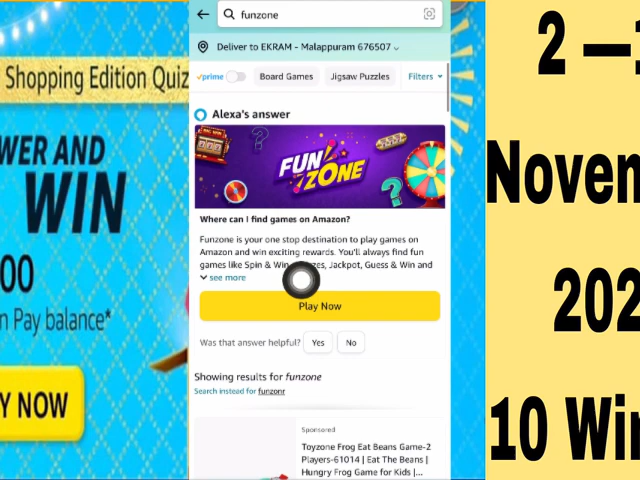 Shopping Edition Quiz
WER AND
WIN
00
n Pay balance*
Y NOW
funzone
Deliver to EKRAM - Malappuram 676507
prime
Board Games
Jigsaw Puzzles
Filters
Alexa's answer
FUN
ZONE
Where can I find games on Amazon?
Funzone is your one stop destination to play games on
Amazon and win exciting rewards. You'll always find fun
games like Spin & Win, Jackpot, Guess & Win and
see more
Play Now
Was that answer helpful?
Yes
No
Showing results for funzone
Search instead for funzonr
Sponsored
Toyzone Frog Eat Beans Game-2
Players-61014 | Eat The Beans |
Hungry Frog Game for Kids |...
2 —1
Novem
202
10 Win